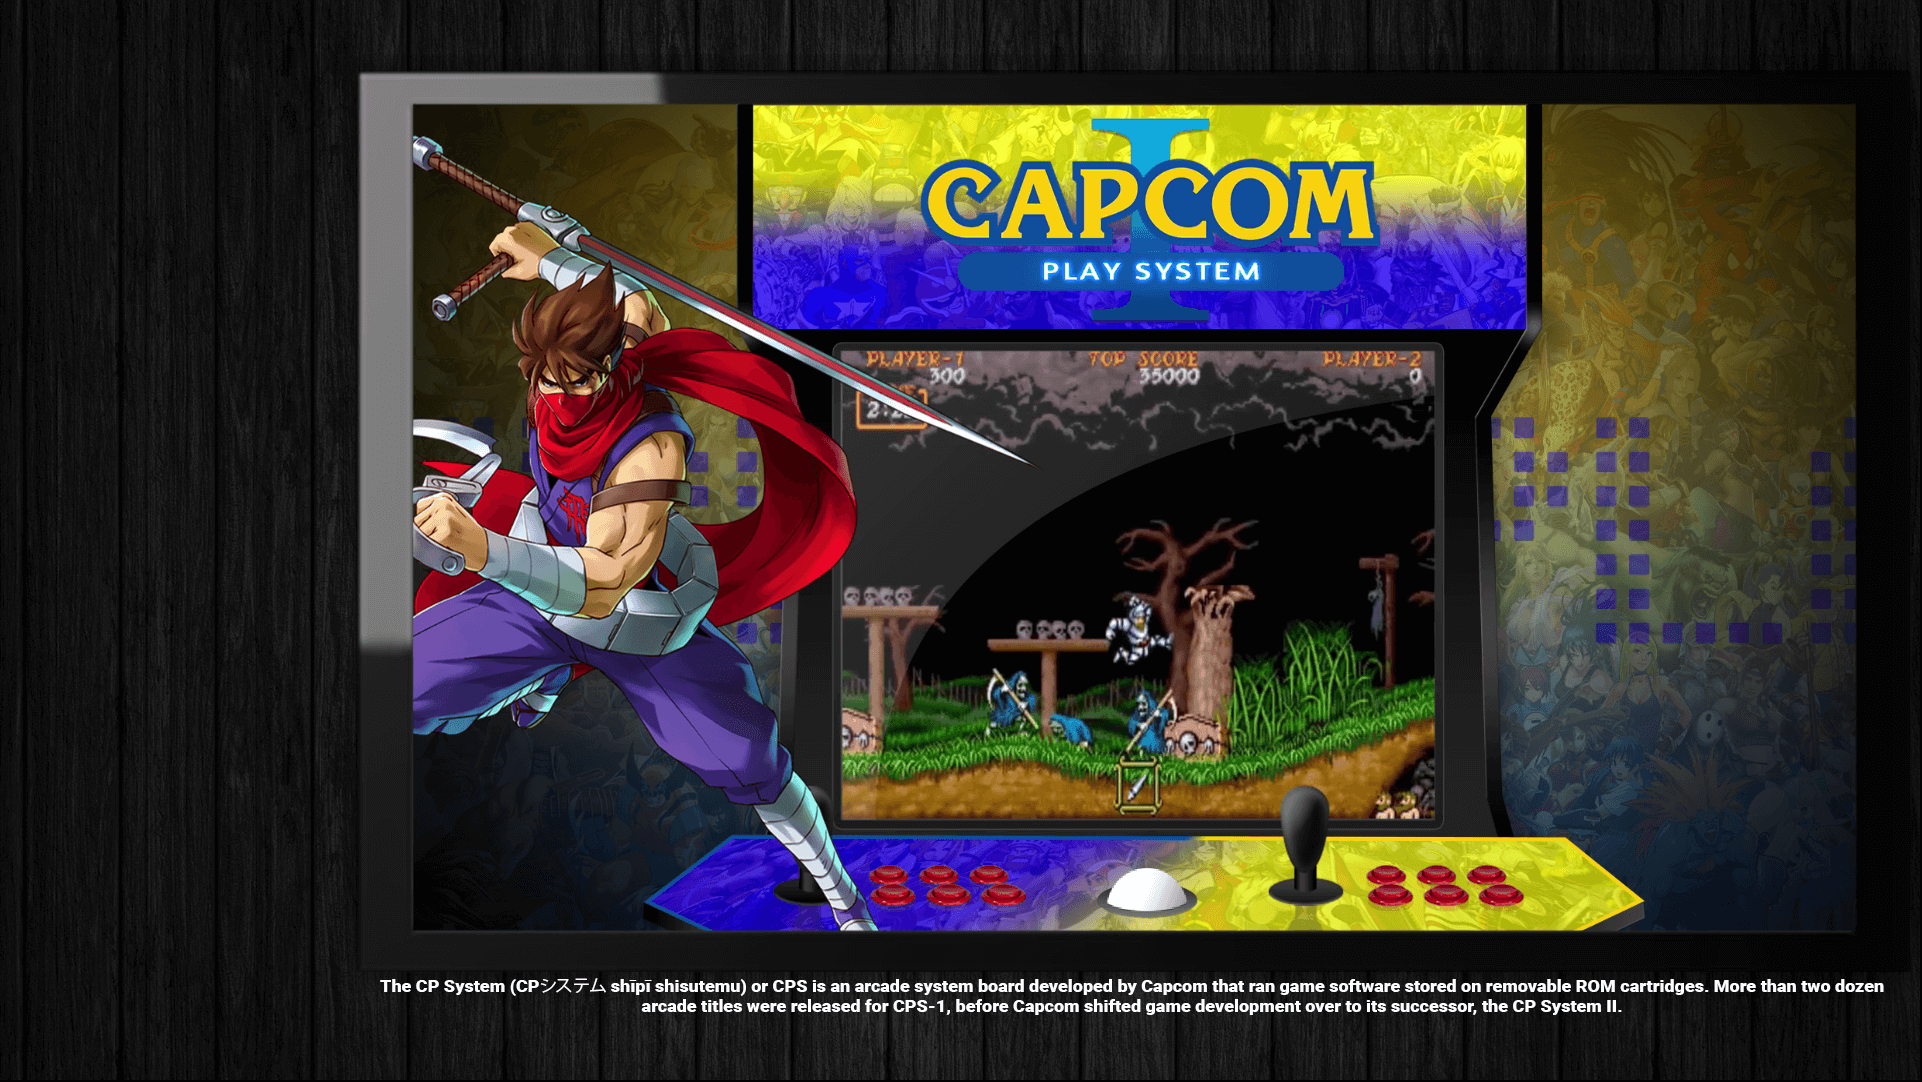 I
CAPCOM
PLAY SYSTEM
PLAYER-1 TOP SCORE PLAYER-2
300 35000 0
The CP System (CPシステム shīpī shisutemu) or CPS is an arcade system board developed by Capcom that ran game software stored on removable ROM cartridges. More than two dozen
arcade titles were released for CPS-1, before Capcom shifted game development over to its successor, the CP System II.